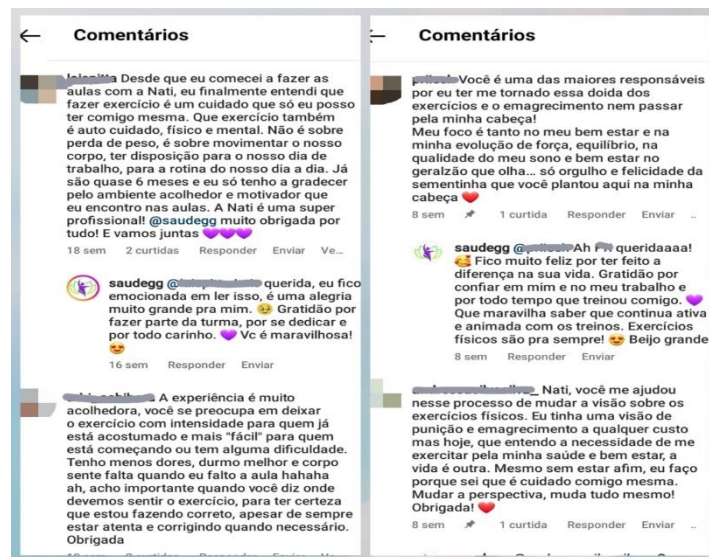 Comentários
Desde que eu comecei a fazer as
aulas com a Nati, eu finalmente entendi que
fazer exercício é um cuidado que só eu posso
ter comigo mesma. Que exercício também
é auto cuidado, físico e mental. Não é sobre
perda de peso, é sobre movimentar o nosso
corpo, ter disposição para o nosso dia de
trabalho, para a rotina do nosso dia a dia. Já
são quase 6 meses e eu só tenho a gradecer
pelo ambiente acolhedor e motivador que
eu encontro nas aulas. A Nati é uma super
profissional! @saudegg muito obrigada por
tudo! E vamos juntas 💜💜💜
18 sem 2 curtidas Responder Enviar Ve...
saudegg @ querida, eu fico
emocionada em ler isso, é uma alegria
muito grande pra mim. 🥹 Gratidão por
fazer parte da turma, por se dedicar e
por todo carinho. 💜 Vc é maravilhosa!
😍
16 sem Responder Enviar
A experiência é muito
acolhedora, você se preocupa em deixar
o exercício com intensidade para quem já
está acostumado e mais "fácil" para quem
está começando ou tem alguma dificuldade.
Tenho menos dores, durmo melhor e corpo
sente falta quando eu falto a aula hahaha
ah, acho importante quando você diz onde
devemos sentir o exercício, para ter certeza
que estou fazendo correto, apesar de sempre
estar atenta e corrigindo quando necessário.
Obrigada
Comentários
Você é uma das maiores responsáveis
por eu ter me tornado essa doida dos
exercícios e o emagrecimento nem passar
pela minha cabeça!
Meu foco é tanto no meu bem estar e na
minha evolução de força, equilíbrio, na
qualidade do meu sono e bem estar no
geralzão que olha... só orgulho e felicidade da
sementinha que você plantou aqui na minha
cabeça ❤️
8 sem 1 curtida Responder Enviar ..
saudegg @ Ah queridaaaa!
🥰 Fico muito feliz por ter feito a
diferença na sua vida. Gratidão por
confiar em mim e no meu trabalho e
por todo tempo que treinou comigo. 💜
Que maravilha saber que continua ativa
e animada com os treinos. Exercícios
físicos são pra sempre! 😍 Beijo grande
8 sem Responder Enviar
Nati, você me ajudou
nesse processo de mudar a visão sobre os
exercícios físicos. Eu tinha uma visão de
punição e emagrecimento a qualquer custo
mas hoje, que entendo a necessidade de me
exercitar pela minha saúde e bem estar, a
vida é outra. Mesmo sem estar afim, eu faço
porque sei que é cuidado comigo mesma.
Mudar a perspectiva, muda tudo mesmo!
Obrigada! ❤️
8 sem 1 curtida Responder Enviar ..